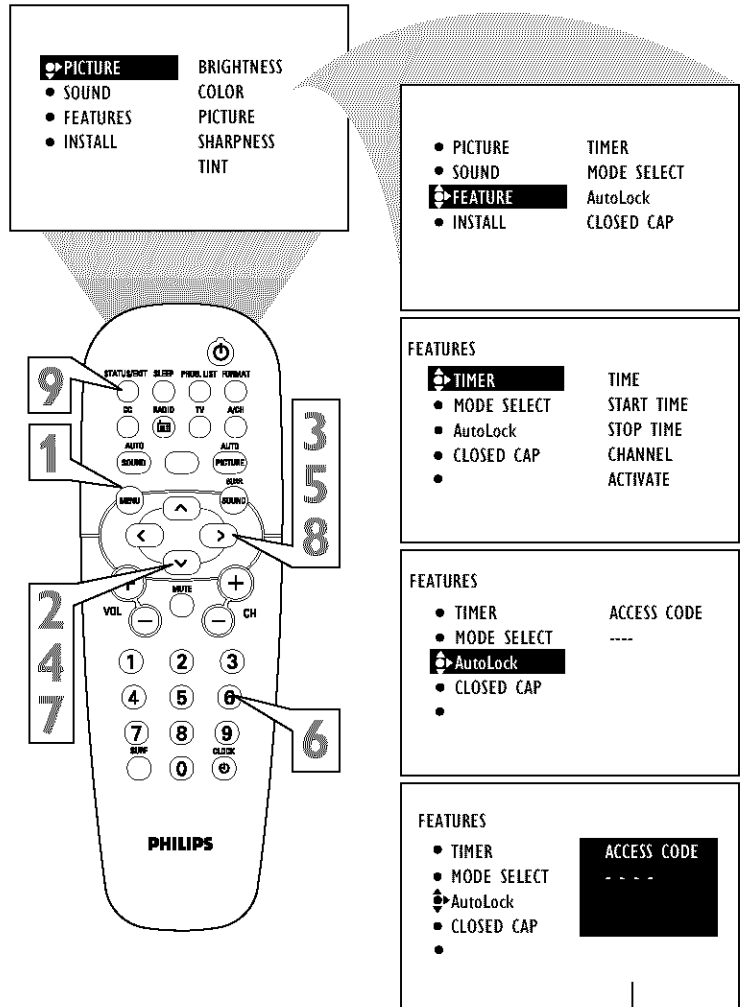 PICTURE BRIGHTNESS
SOUND COLOR
FEATURES PICTURE
INSTALL SHARPNESS
TINT
PICTURE TIMER
SOUND MODE SELECT
FEATURE AutoLock
INSTALL CLOSED CAP
FEATURES
TIMER TIME
MODE SELECT START TIME
AutoLock STOP TIME
CLOSED CAP CHANNEL
ACTIVATE
FEATURES
TIMER ACCESS CODE
MODE SELECT ----
AutoLock
CLOSED CAP
FEATURES
TIMER ACCESS CODE
MODE SELECT - - - -
AutoLock
CLOSED CAP
9
1
2
4
7
3
5
8
6
STATUS/EXIT SLEEP PROG. LIST FORMAT
CC RADIO TV A/CH
AUTO AUTO
SOUND PICTURE
SURR.
MENU SOUND
MUTE
VOL + - + - CH
1 2 3
4 5 6
7 8 9
SURF CLOCK
0
PHILIPS